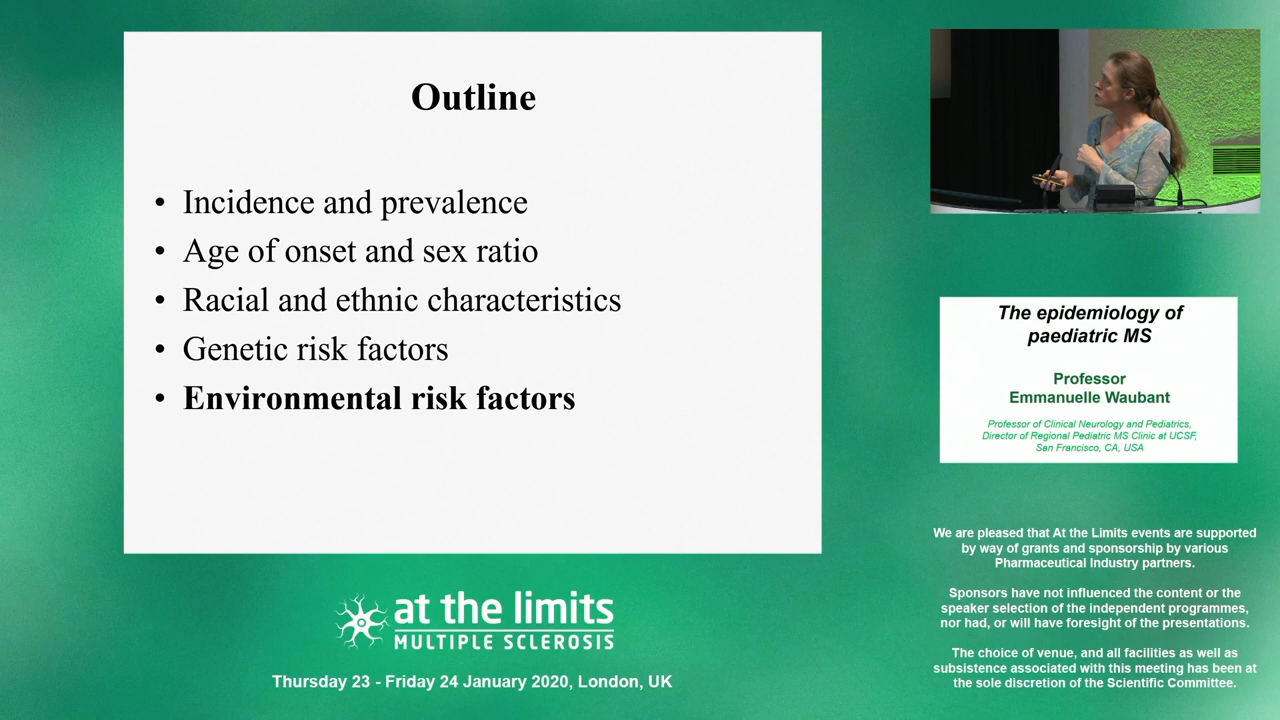 Outline
• Incidence and prevalence
• Age of onset and sex ratio
• Racial and ethnic characteristics
• Genetic risk factors
• Environmental risk factors
The epidemiology of
paediatric MS
Professor
Emmanuelle Waubant
Professor of Clinical Neurology and Pediatrics,
Director of Regional Pediatric MS Clinic at UCSF,
San Francisco, CA, USA
We are pleased that At the Limits events are supported
by way of grants and sponsorship by various
Pharmaceutical Industry partners.
Sponsors have not influenced the content or the
speaker selection of the independent programmes,
nor had, or will have foresight of the presentations.
The choice of venue, and all facilities as well as
subsistence associated with this meeting has been at
the sole discretion of the Scientific Committee.
at the limits
MULTIPLE SCLEROSIS
Thursday 23 - Friday 24 January 2020, London, UK